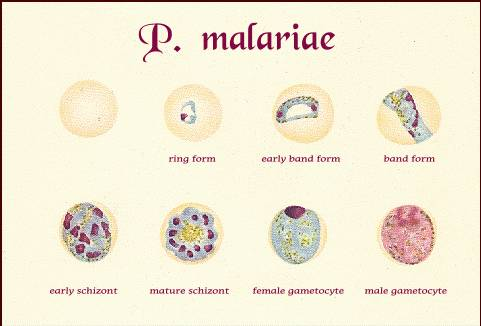 P. malariae
ring form
early band form
band form
early schizont
mature schizont
female gametocyte
male gametocyte